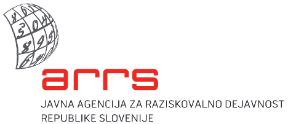 arrs
JAVNA AGENCIJA ZA RAZISKOVALNO DEJAVNOST
REPUBLIKE SLOVENIJE